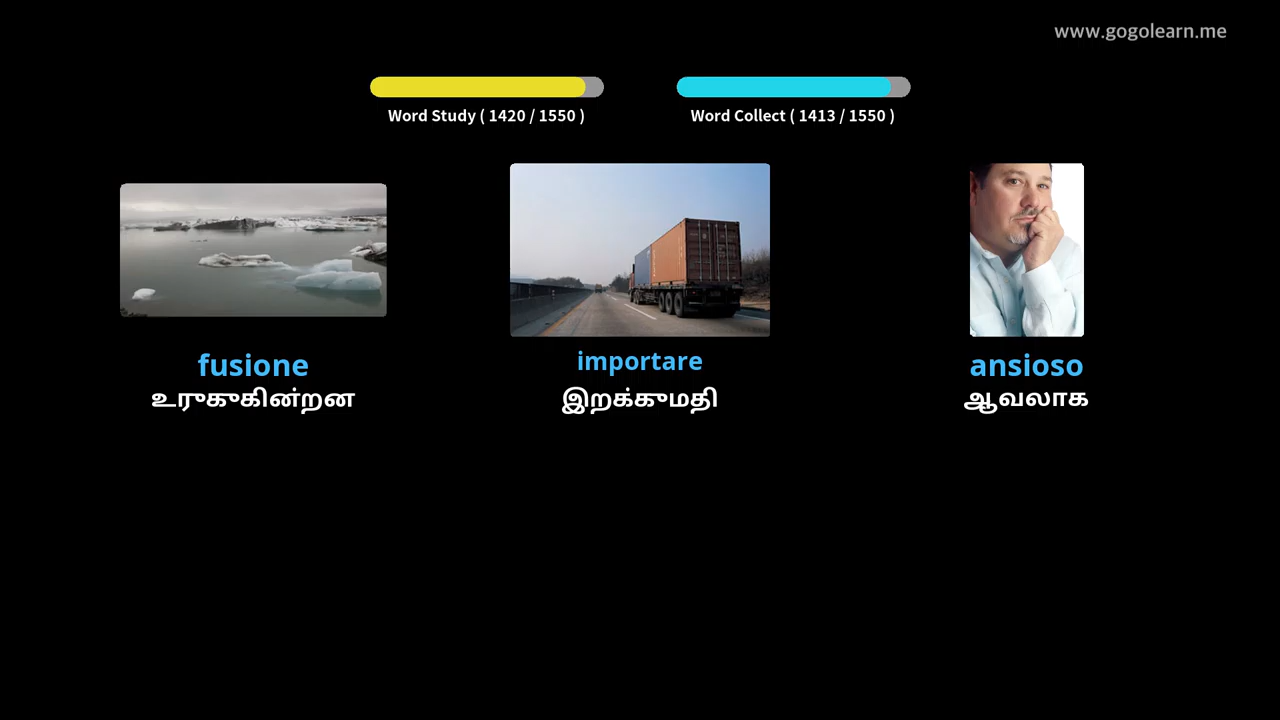 www.gogolearn.me
Word Study ( 1420 / 1550 )
Word Collect ( 1413 / 1550 )
fusione
importare
ansioso
உருகுகின்றன
இறக்குமதி
ஆவலாக